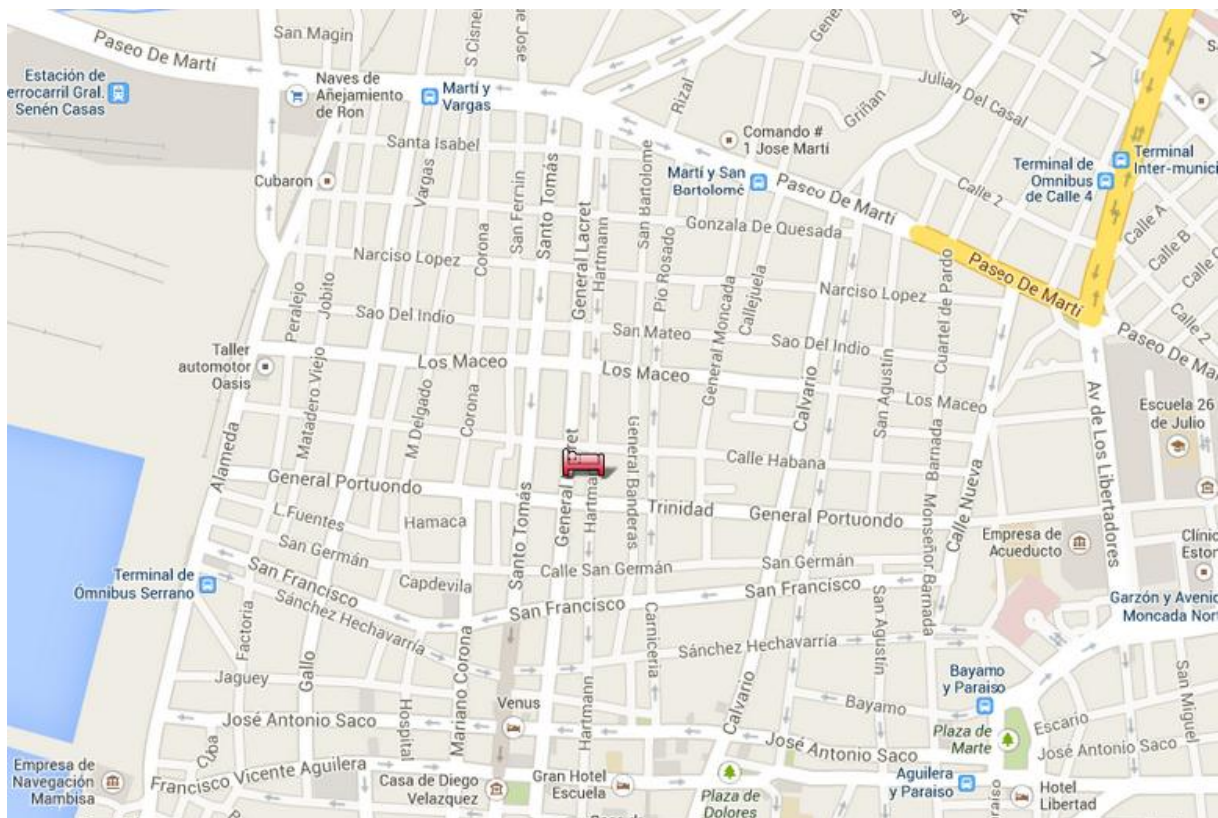 San Magin
S Cisne
Paseo De Martí
Estación de
errocarril Gral.
Senén Casas
Naves de
Añejamiento
de Ron
Martí y
Vargas
Rizal
Julian Del Casal
Griñan
Santa Isabel
Comando #
1 Jose Martí
Terminal de
Omnibus
de Calle 4
Terminal
Inter-munici
Cubaron
Vargas
San Fermin
Santo Tomás
San Bartolome
Martí y San
Bartolomé
Paseo De Martí
Calle 2
Calle A
Calle B
Gonzala De Quesada
Corona
General Lacret
Hartmann
Narciso Lopez
Pio Rosado
Narciso Lopez
Cuartel de Pardo
Paseo De Martí
Calle 2
Peralejo
Jobito
Sao Del Indio
San Mateo
General Moncada
Callejuela
Sao Del Indio
Paseo De Ma
Taller
automotor
Oasis
Los Maceo
Los Maceo
Los Maceo
Matadero Viejo
M Delgado
Corona
Calvario
San Agustín
Av de Los Libertadores
Escuela 26
de Julio
Alameda
General Portuondo
General
Hartma
General Banderas
Calle Habana
Barnada
Calle Nueva
Trinidad
General Portuondo
L.Fuentes
Hamaca
Santo Tomás
Monseñor Barnada
Empresa de
Acueducto
Clínic
Eston
San Germán
Capdevila
Calle San Germán
San Germán
Terminal de
Ómnibus Serrano
San Francisco
San Francisco
San Francisco
Garzón y Avenid
Moncada Nort
Factoria
Sánchez Hechavarría
Carniceria
Sánchez Hechavarría
San Agustín
Jaguey
Gallo
Mariano Corona
Hartmann
Calvario
Bayamo
y Paraiso
San Miguel
Venus
Bayamo
José Antonio Saco
Hospital
José Antonio Saco
Plaza de
Marte
Escario
José Antonio Saco
Empresa de
Navegación
Mambisa
Francisco Vicente Aguilera
Casa de Diego
Velazquez
Gran Hotel
Escuela
Plaza de
Dolores
Aguilera
y Paraiso
Hotel
Libertad